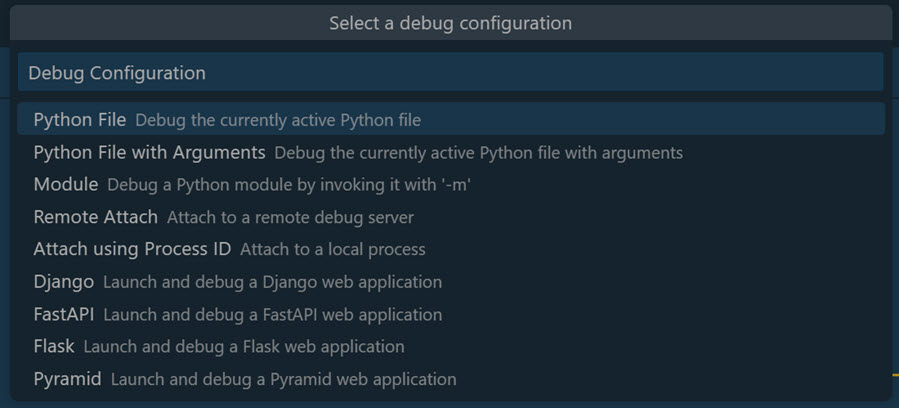 Select a debug configuration
Debug Configuration
Python File Debug the currently active Python file
Python File with Arguments Debug the currently active Python file with arguments
Module Debug a Python module by invoking it with '-m'
Remote Attach Attach to a remote debug server
Attach using Process ID Attach to a local process
Django Launch and debug a Django web application
FastAPI Launch and debug a FastAPI web application
Flask Launch and debug a Flask web application
Pyramid Launch and debug a Pyramid web application